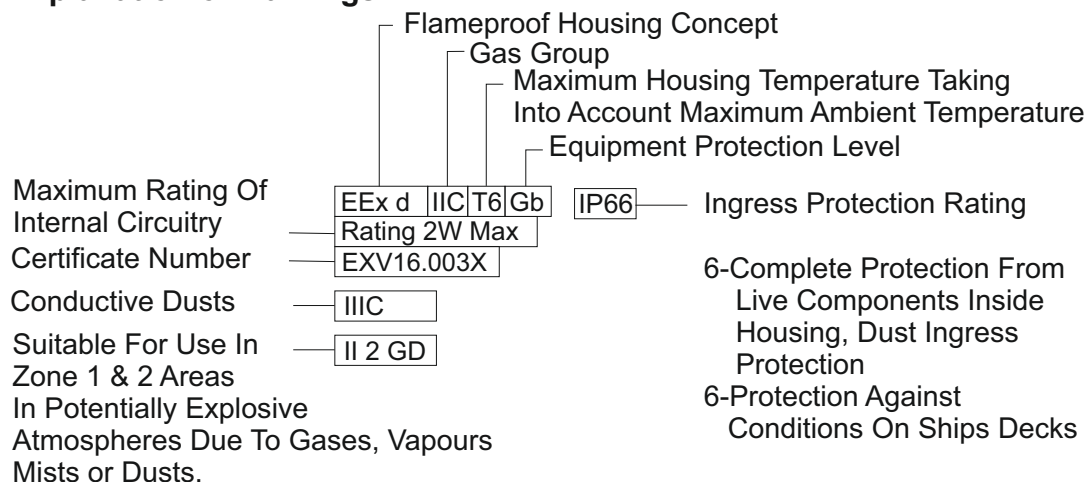 Flameproof Housing Concept
Gas Group
Maximum Housing Temperature Taking
Into Account Maximum Ambient Temperature
Equipment Protection Level
Maximum Rating Of
Internal Circuitry
EEx d IIC T6 Gb IP66 Ingress Protection Rating
Rating 2W Max
Certificate Number EXV16.003X
Conductive Dusts IIIC
Suitable For Use In II 2 GD
Zone 1 & 2 Areas
In Potentially Explosive
Atmospheres Due To Gases, Vapours
Mists or Dusts.
6-Complete Protection From
Live Components Inside
Housing, Dust Ingress
Protection
6-Protection Against
Conditions On Ships Decks